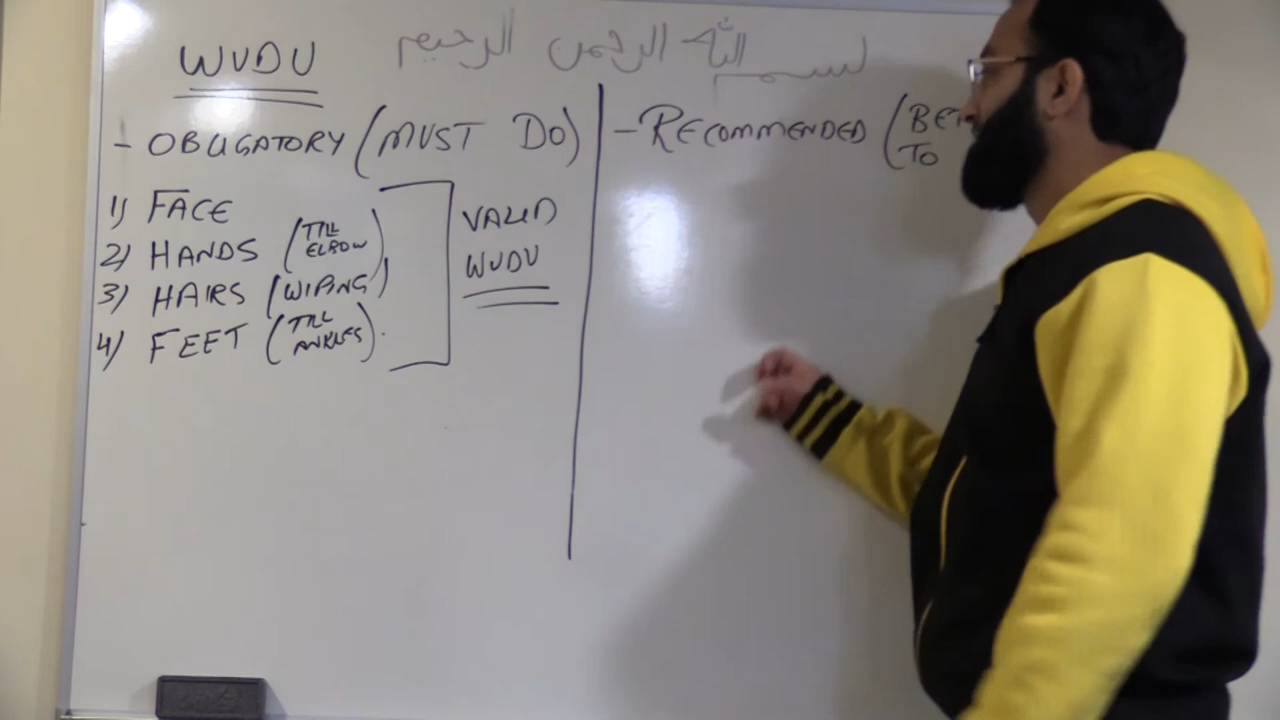 بسم الله الرحمن الرحيم
WUDU
- OBLIGATORY (MUST DO)
1) FACE
2) HANDS (TILL ELBOW)
3) HAIRS (WIPING)
4) FEET (TILL ANKLES).
VALID
WUDU
- RECOMMENDED (BET
TO